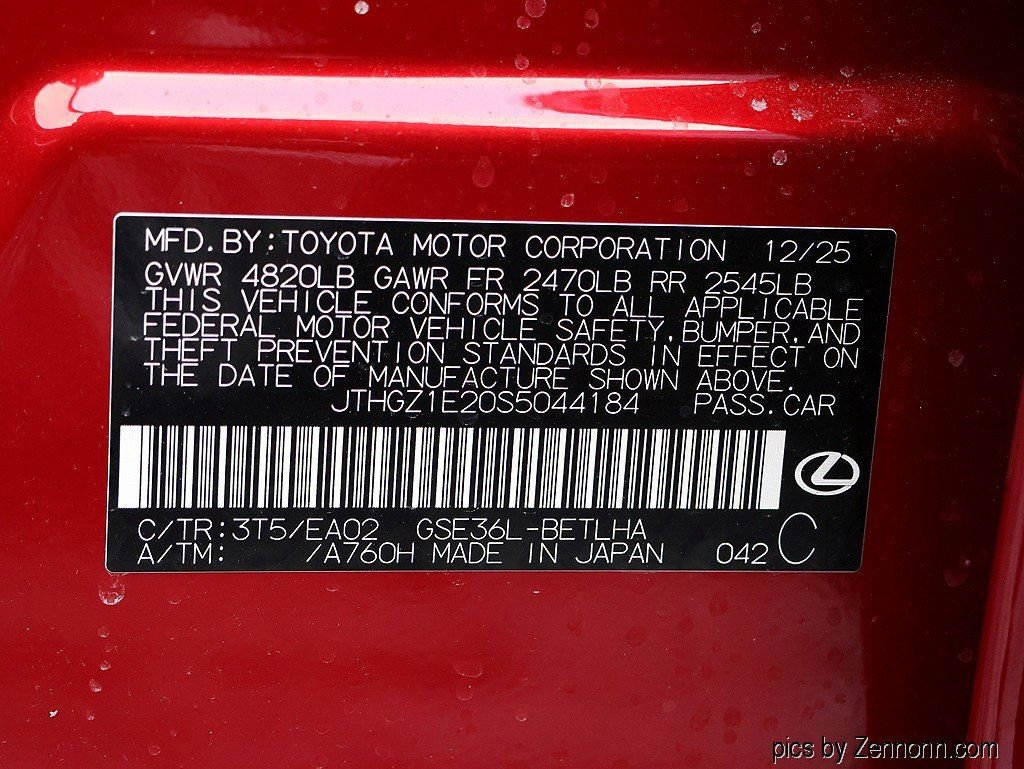 MFD.BY:TOYOTA MOTOR CORPORATION 12/25
GVWR 4820LB GAWR FR 2470LB RR 2545LB
THIS VEHICLE CONFORMS TO ALL APPLICABLE
FEDERAL MOTOR VEHICLE SAFETY,BUMPER,AND
THEFT PREVENTION STANDARDS IN EFFECT ON
THE DATE OF MANUFACTURE SHOWN ABOVE.
JTHGZ1E20S5044184 PASS.CAR
C/TR:3T5/EA02 GSE36L-BETLHA
A/TM: /A760H MADE IN JAPAN 042 C
pics by Zennonn.com